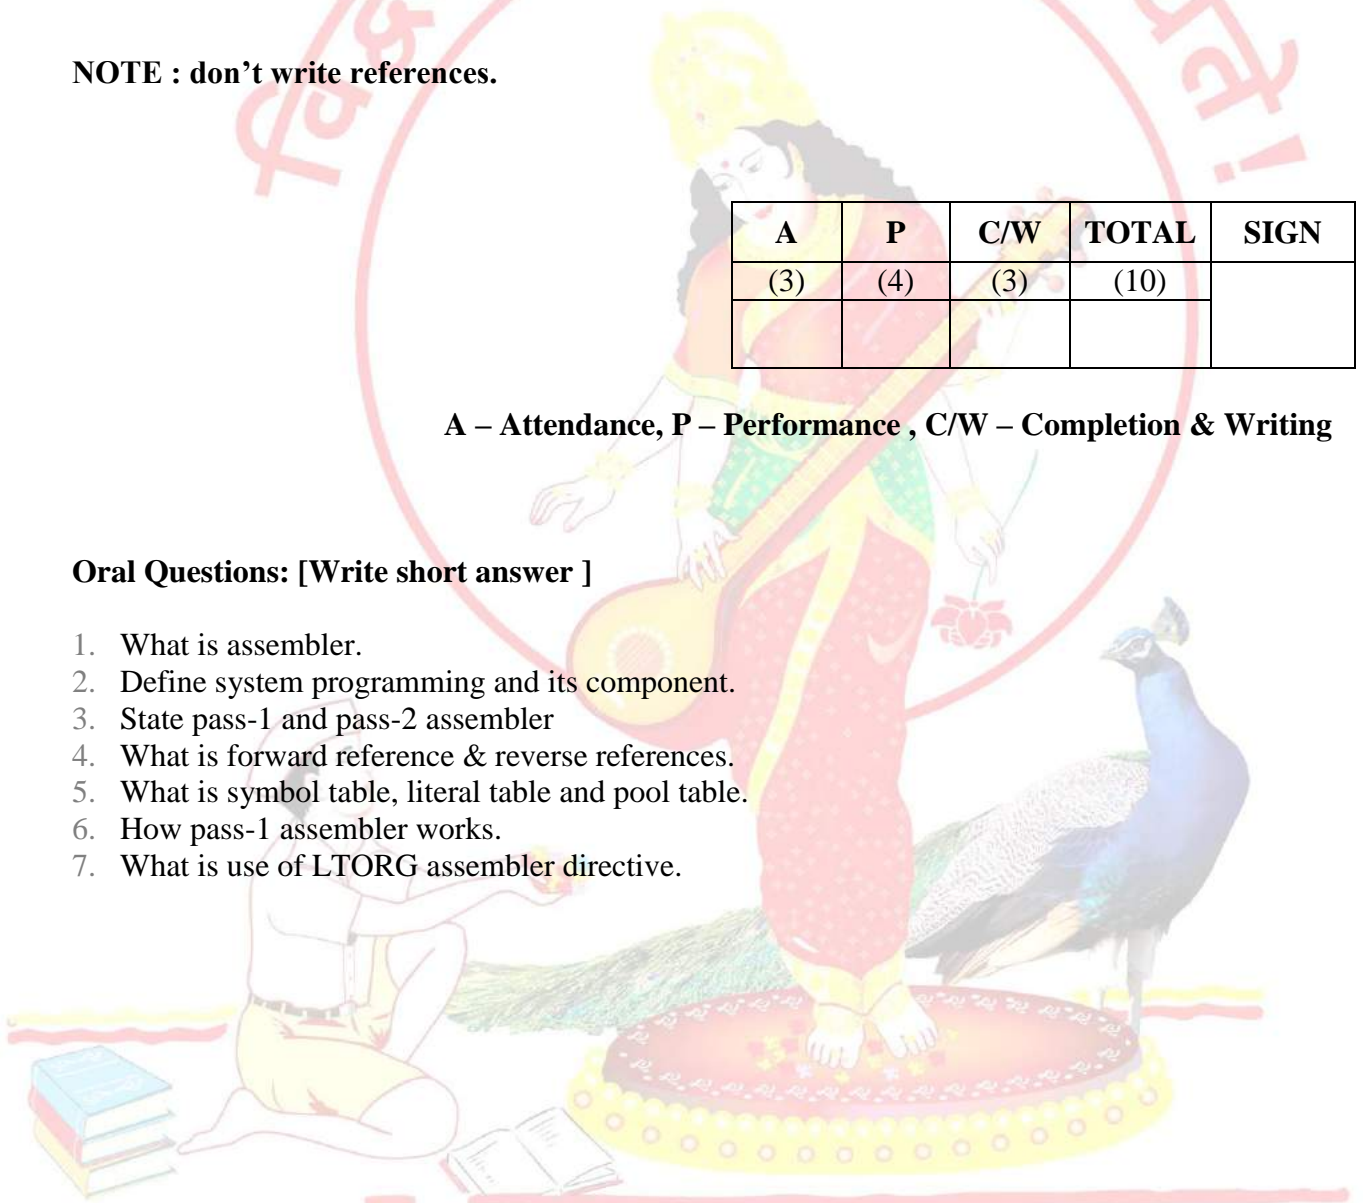 NOTE : don’t write references.
A P C/W TOTAL SIGN
(3) (4) (3) (10)
A – Attendance, P – Performance , C/W – Completion & Writing
Oral Questions: [Write short answer ]
1. What is assembler.
2. Define system programming and its component.
3. State pass-1 and pass-2 assembler
4. What is forward reference & reverse references.
5. What is symbol table, literal table and pool table.
6. How pass-1 assembler works.
7. What is use of LTORG assembler directive.